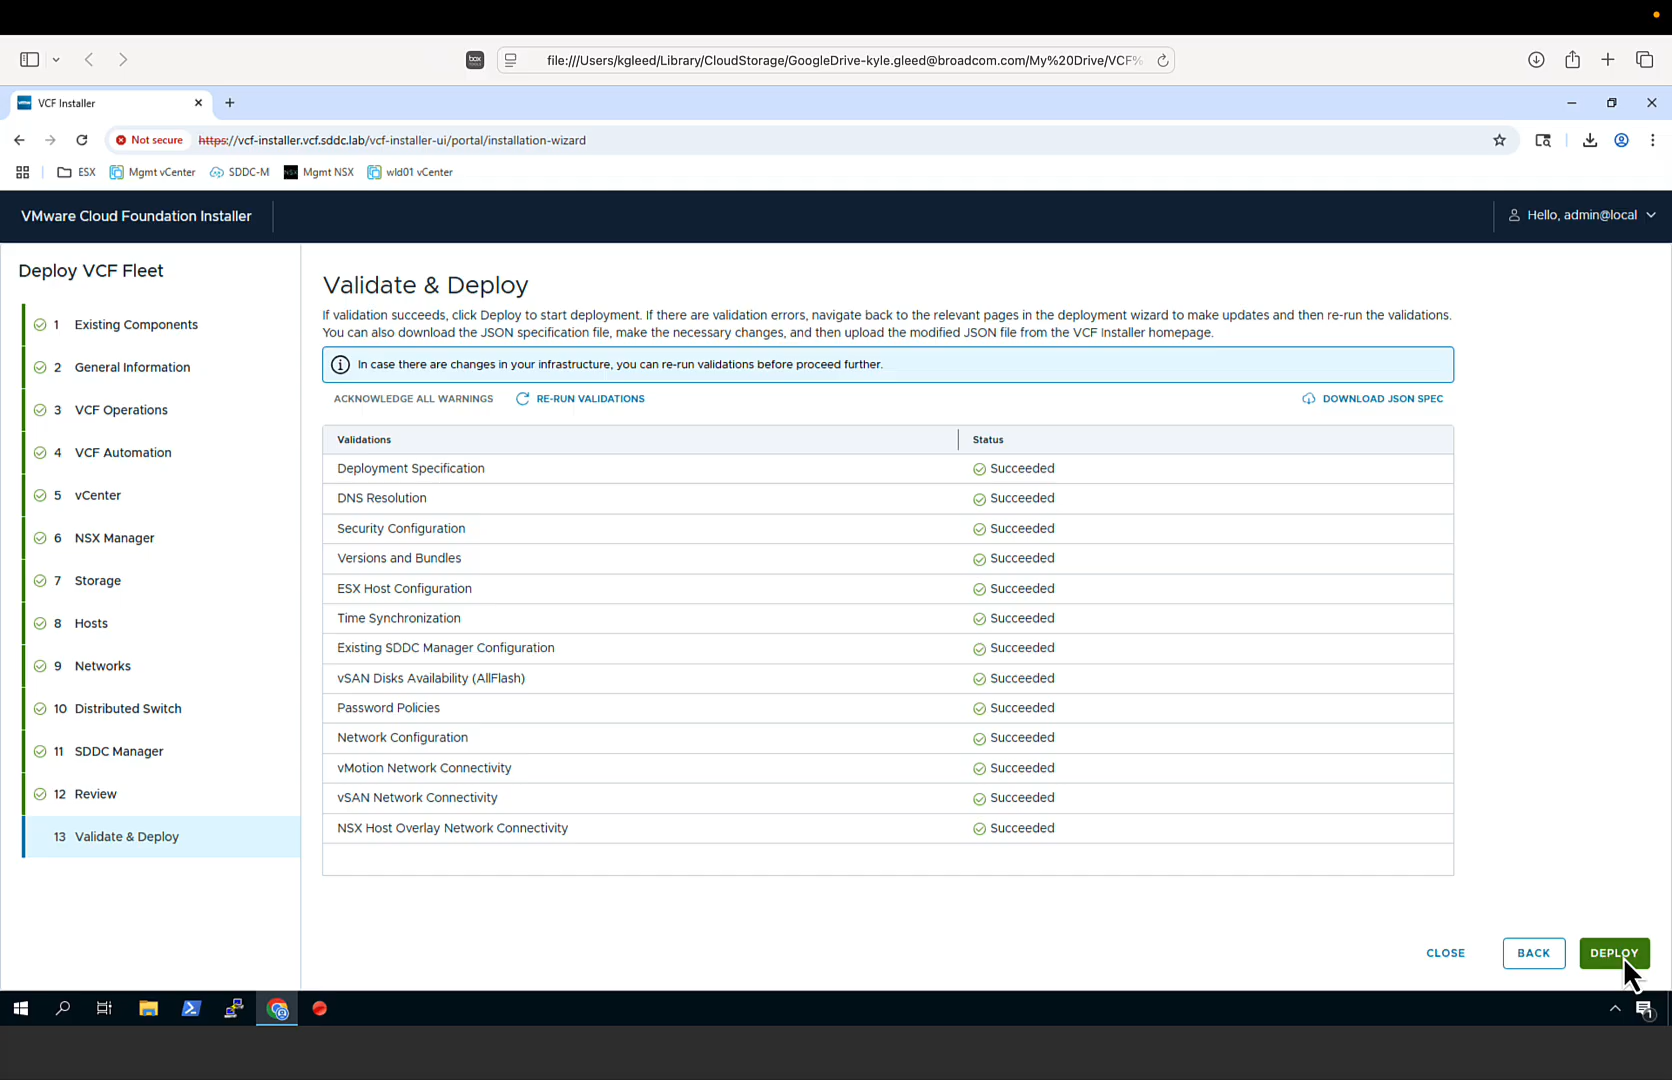 box
file:///Users/kgleed/Library/CloudStorage/GoogleDrive-kyle.gleed@broadcom.com/My%20Drive/VCF%
VCF Installer
Not secure https://vcf-installer.vcf.sddc.lab/vcf-installer-ui/portal/installation-wizard
ESX Mgmt vCenter SDDC-M Mgmt NSX wld01 vCenter
VMware Cloud Foundation Installer
Hello, admin@local
Deploy VCF Fleet
1 Existing Components
2 General Information
3 VCF Operations
4 VCF Automation
5 vCenter
6 NSX Manager
7 Storage
8 Hosts
9 Networks
10 Distributed Switch
11 SDDC Manager
12 Review
13 Validate & Deploy
Validate & Deploy
If validation succeeds, click Deploy to start deployment. If there are validation errors, navigate back to the relevant pages in the deployment wizard to make updates and then re-run the validations.
You can also download the JSON specification file, make the necessary changes, and then upload the modified JSON file from the VCF Installer homepage.
In case there are changes in your infrastructure, you can re-run validations before proceed further.
ACKNOWLEDGE ALL WARNINGS RE-RUN VALIDATIONS DOWNLOAD JSON SPEC
Validations Status
Deployment Specification Succeeded
DNS Resolution Succeeded
Security Configuration Succeeded
Versions and Bundles Succeeded
ESX Host Configuration Succeeded
Time Synchronization Succeeded
Existing SDDC Manager Configuration Succeeded
vSAN Disks Availability (AllFlash) Succeeded
Password Policies Succeeded
Network Configuration Succeeded
vMotion Network Connectivity Succeeded
vSAN Network Connectivity Succeeded
NSX Host Overlay Network Connectivity Succeeded
CLOSE BACK DEPLOY
1